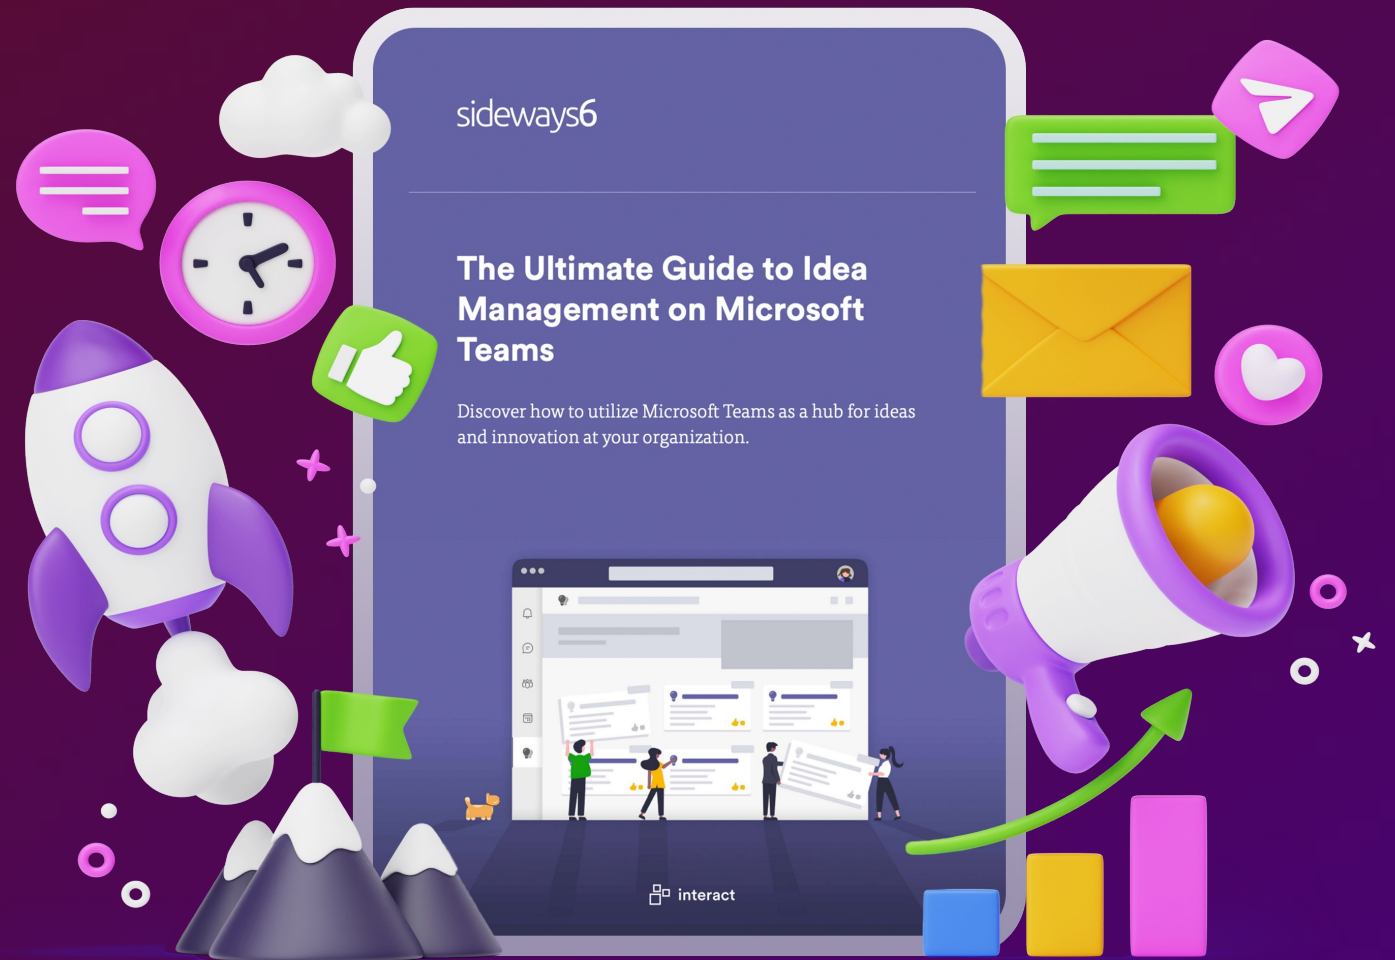 sideways6
The Ultimate Guide to Idea
Management on Microsoft
Teams
Discover how to utilize Microsoft Teams as a hub for ideas
and innovation at your organization.
interact